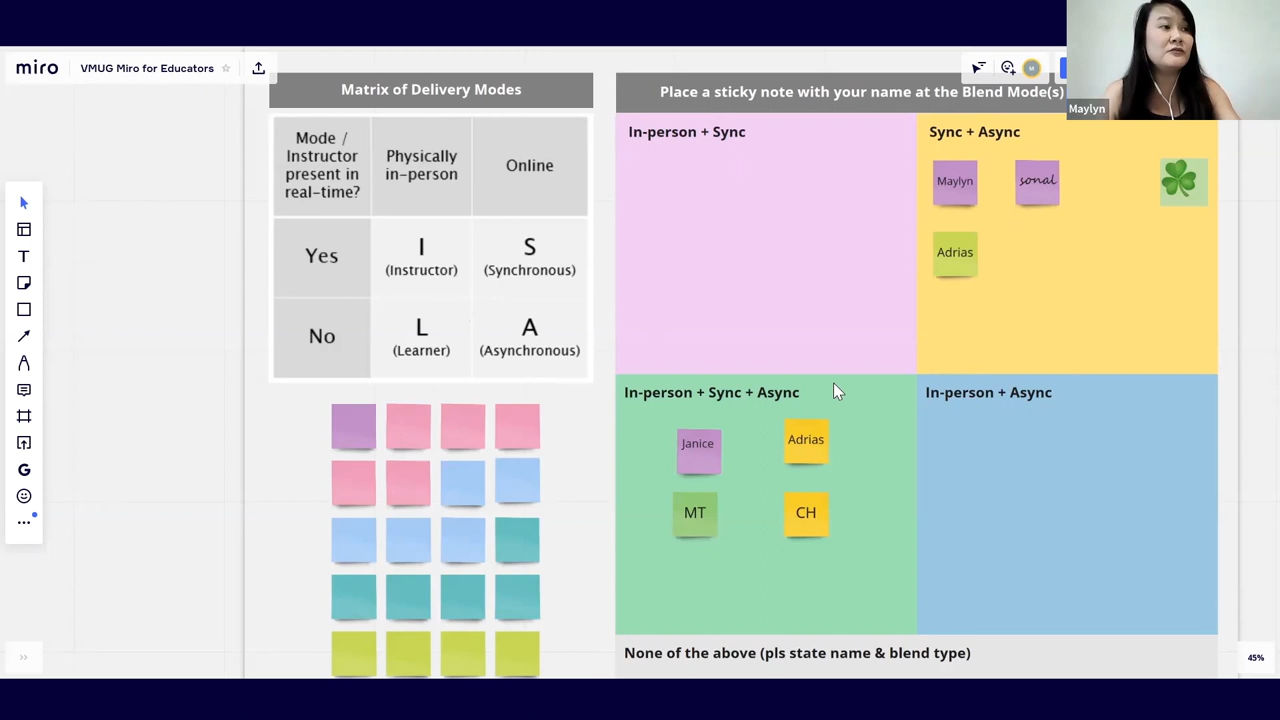 miro
VMUG Miro for Educators
Maylyn
Matrix of Delivery Modes
Mode /
Instructor
present in
real-time?
Physically
in-person
Online
Yes
I
(Instructor)
S
(Synchronous)
No
L
(Learner)
A
(Asynchronous)
Place a sticky note with your name at the Blend Mode(s)
In-person + Sync
Sync + Async
Maylyn
sonal
Adrias
In-person + Sync + Async
Janice
Adrias
MT
CH
In-person + Async
None of the above (pls state name & blend type)
45%